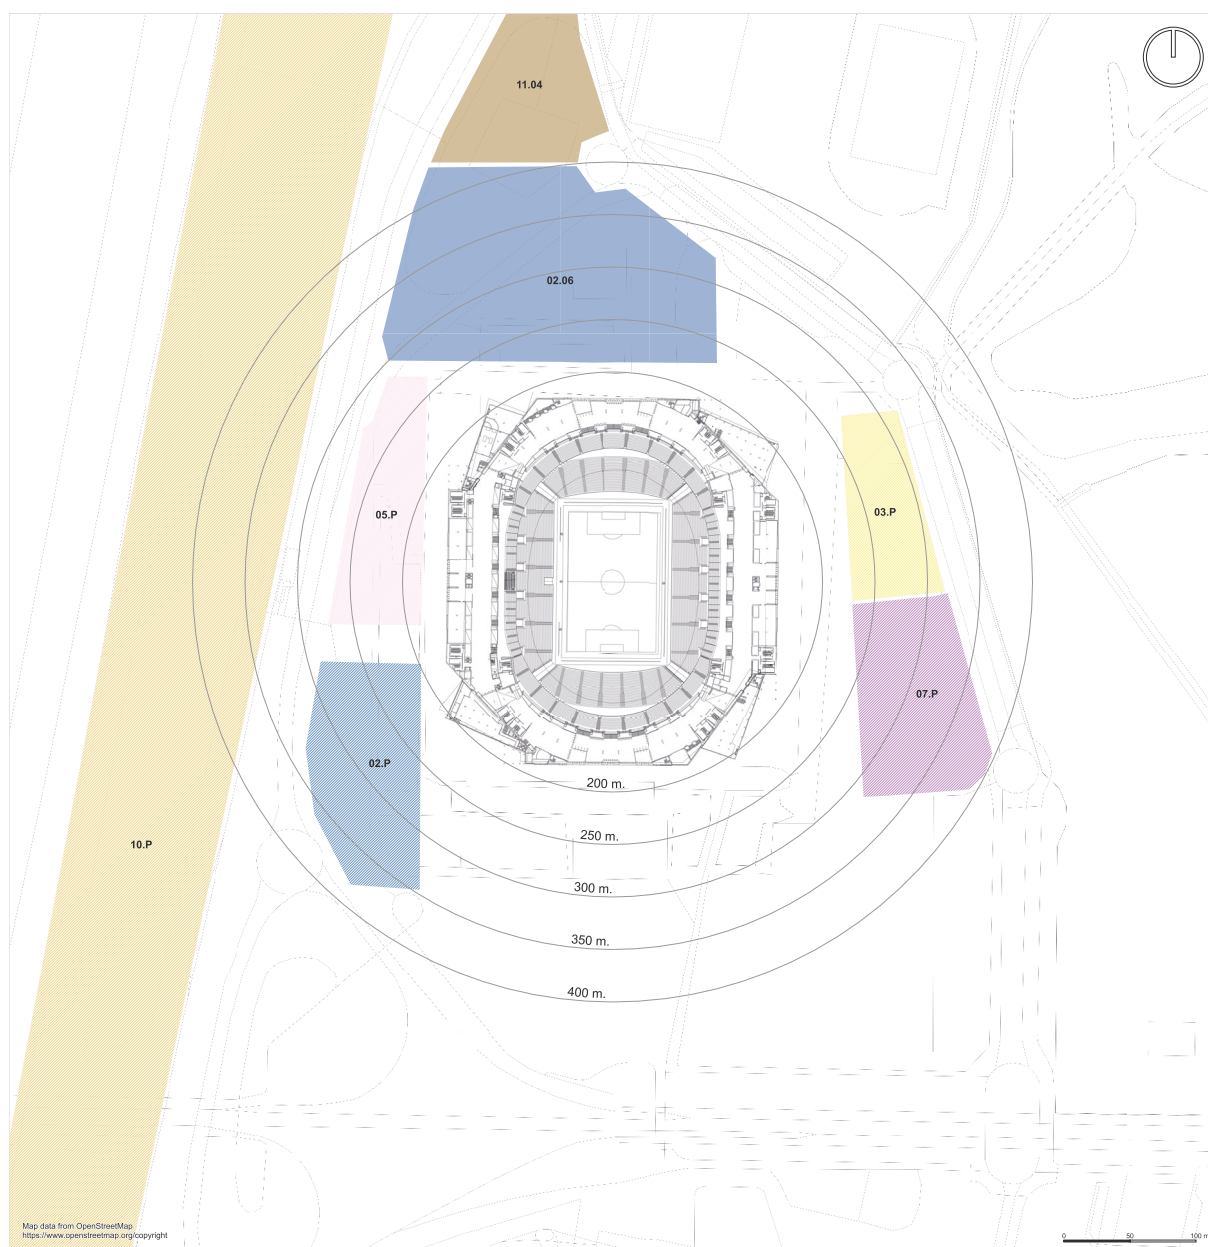 11.04
02.06
05.P
03.P
07.P
02.P
10.P
200 m.
250 m.
300 m.
350 m.
400 m.
Map data from OpenStreetMap
https://www.openstreetmap.org/copyright
0 50 100 m